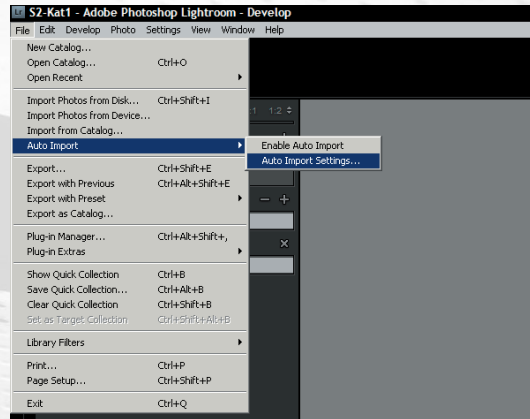 Lr S2-Kat1 - Adobe Photoshop Lightroom - Develop
File Edit Develop Photo Settings View Window Help
New Catalog...
Open Catalog... Ctrl+O
Open Recent
Import Photos from Disk... Ctrl+Shift+I
:1 1:2
Import Photos from Device...
Import from Catalog...
Auto Import
Enable Auto Import
Auto Import Settings...
Export... Ctrl+Shift+E
Export with Previous Ctrl+Alt+Shift+E
Export with Preset
Export as Catalog...
Plug-in Manager... Ctrl+Alt+Shift+,
Plug-in Extras
Show Quick Collection Ctrl+B
Save Quick Collection... Ctrl+Alt+B
Clear Quick Collection Ctrl+Shift+B
Set as Target Collection Ctrl+Shift+Alt+B
Library Filters
Print... Ctrl+P
Page Setup... Ctrl+Shift+P
Exit Ctrl+Q